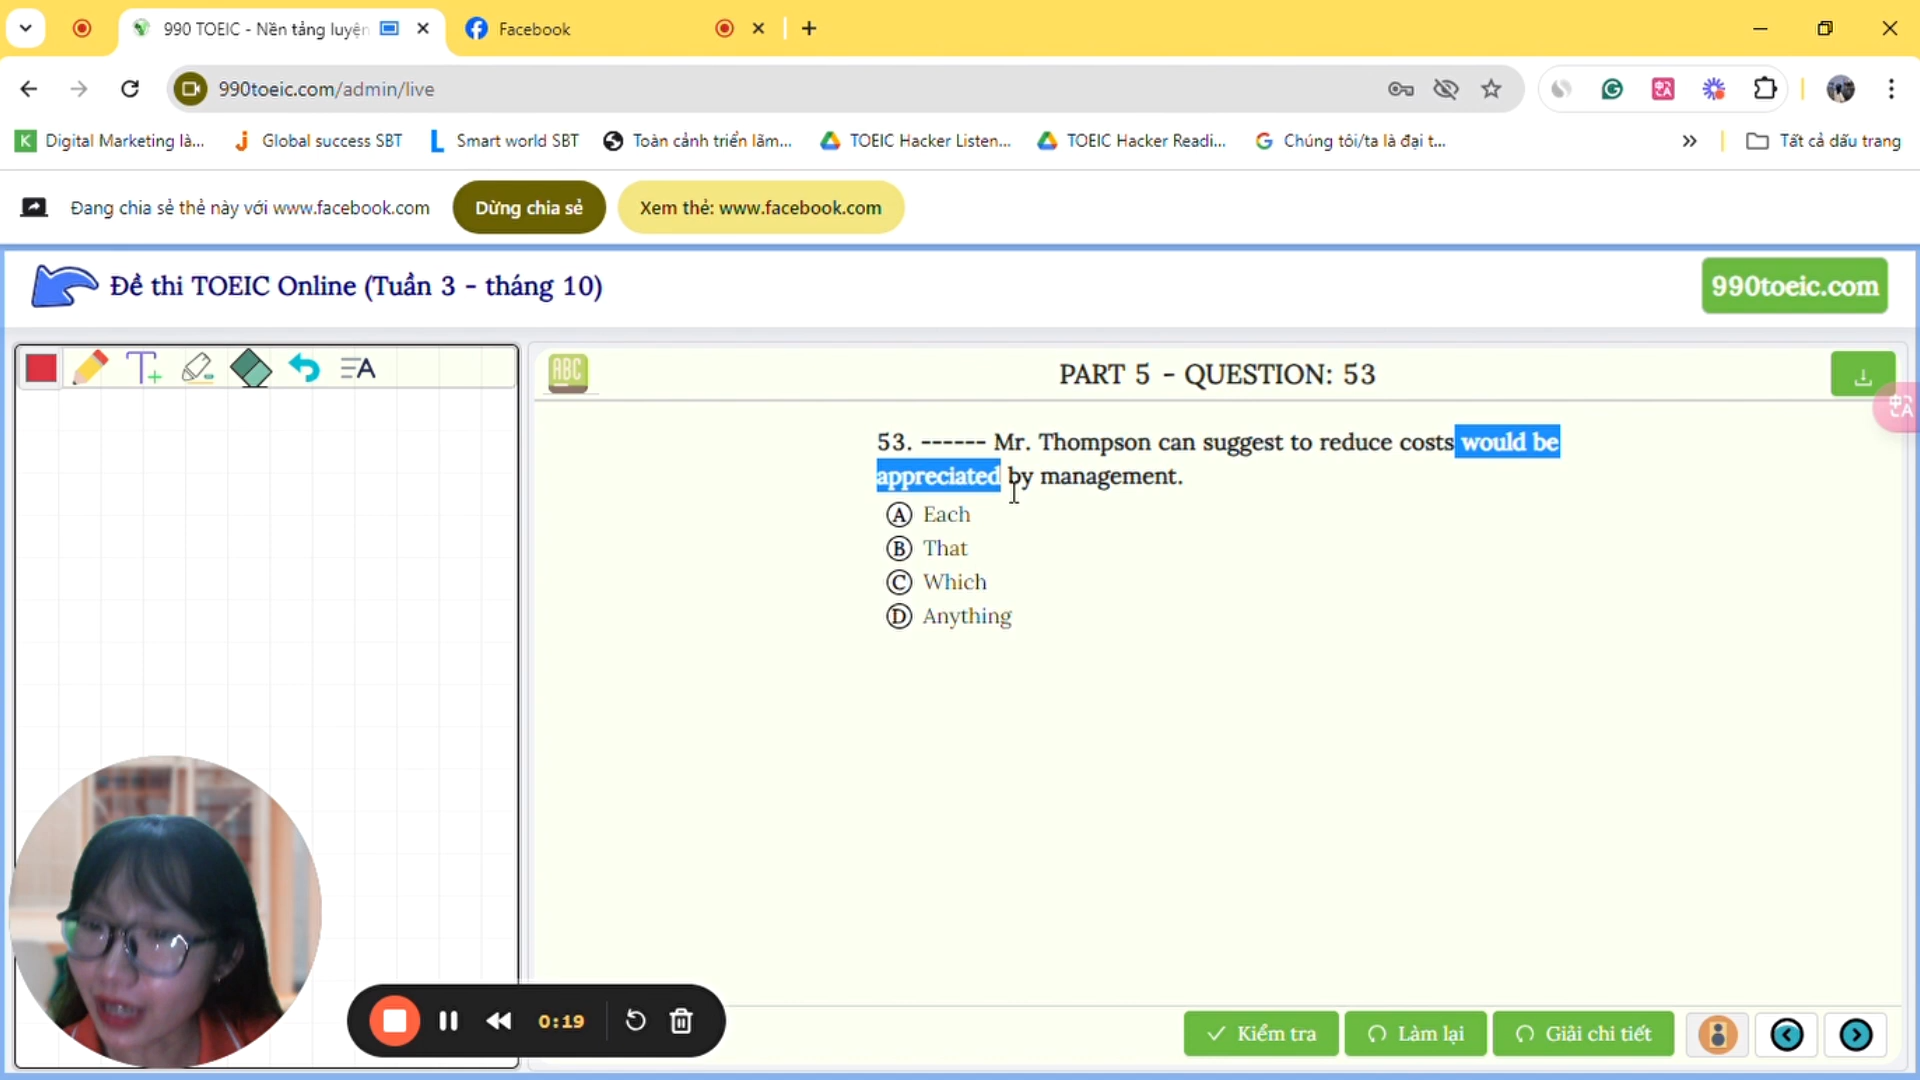 990 TOEIC - Nền tảng luyện
Facebook
990toeic.com/admin/live
Digital Marketing là...
Global success SBT
Smart world SBT
Toàn cảnh triển lãm...
TOEIC Hacker Listen...
TOEIC Hacker Readi...
Chúng tôi/ta là đại t...
Tất cả dấu trang
Đang chia sẻ thẻ này với www.facebook.com
Dừng chia sẻ
Xem thẻ: www.facebook.com
Đề thi TOEIC Online (Tuần 3 - tháng 10)
990toeic.com
ABC
PART 5 - QUESTION: 53
53. ------ Mr. Thompson can suggest to reduce costs would be
appreciated by management.
A Each
B That
C Which
D Anything
0:19
Kiểm tra
Làm lại
Giải chi tiết